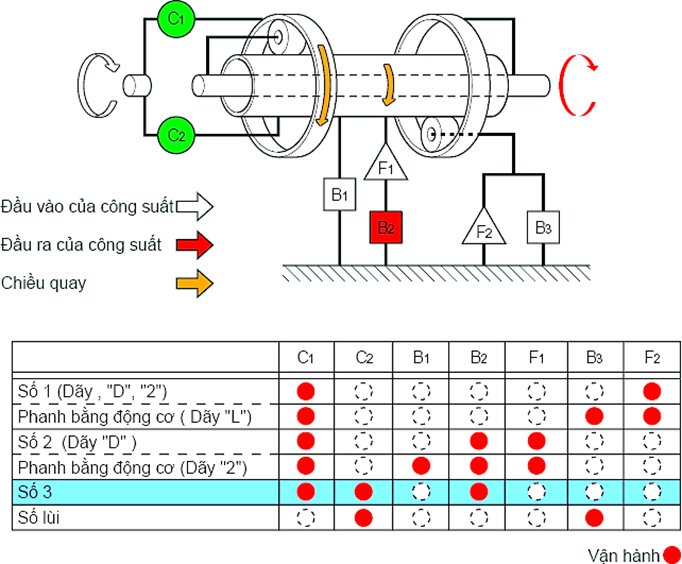 C1
C2
F1
B1
B2
F2
B3
Đầu vào của công suất
Đầu ra của công suất
Chiều quay
C1 C2 B1 B2 F1 B3 F2
Số 1 (Dãy , "D", "2")
Phanh bằng động cơ ( Dãy "L")
Số 2 (Dãy "D" )
Phanh bằng động cơ (Dãy "2")
Số 3
Số lùi
Vận hành